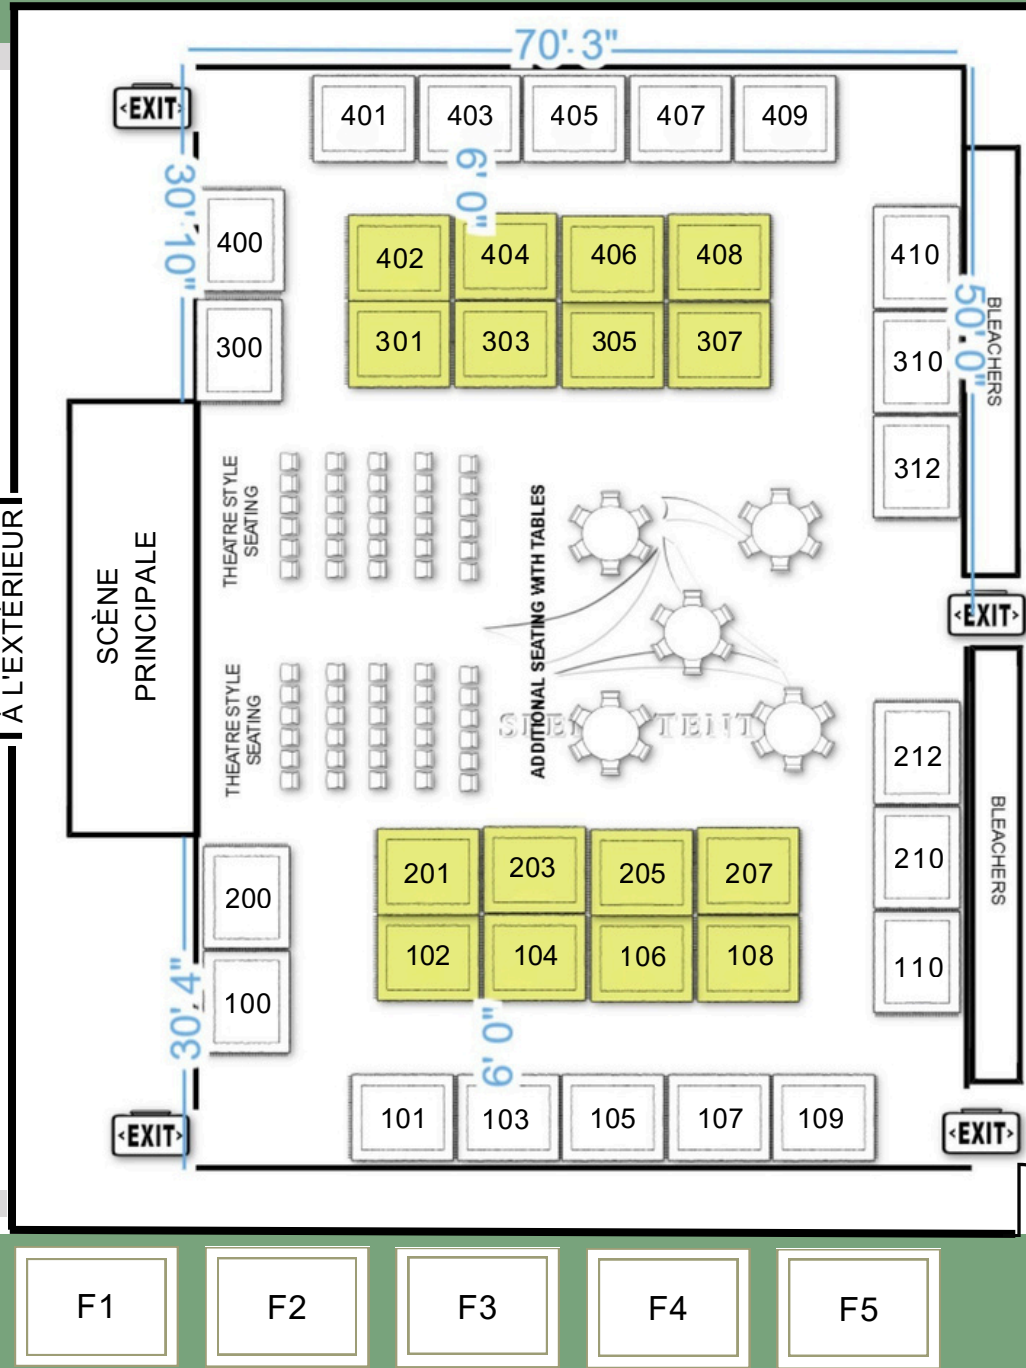 70'- 3"
‹EXIT›
401
403
405
407
409
6' 0"
30'- 10"
400
402
404
406
408
410
300
301
303
305
307
310
50'. 0"
BLEACHERS
312
À L'EXTÉRIEUR
SCÈNE
PRINCIPALE
THEATRE STYLE
SEATING
ADDITIONAL SEATING WITH TABLES
‹EXIT›
THEATRE STYLE
SEATING
TENT
212
BLEACHERS
200
201
203
205
207
210
100
102
104
106
108
110
30'. 4"
6' 0"
101
103
105
107
109
‹EXIT›
‹EXIT›
F1
F2
F3
F4
F5